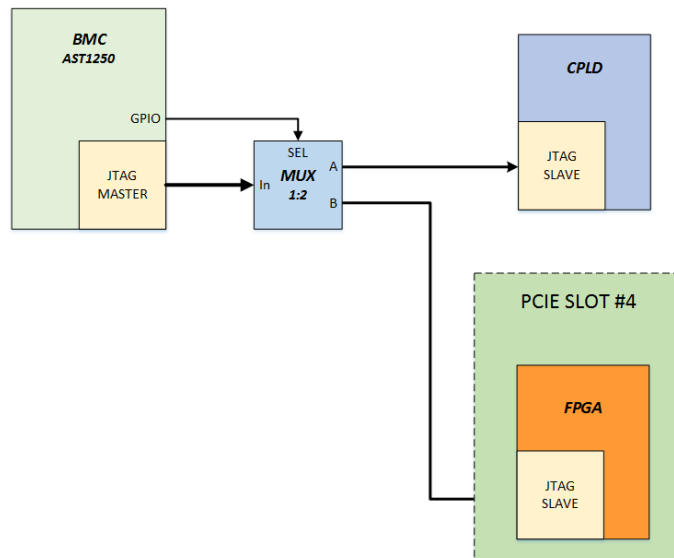 BMC
AST1250
GPIO
JTAG
MASTER
SEL
MUX
1:2
In
A
B
CPLD
JTAG
SLAVE
PCIE SLOT #4
FPGA
JTAG
SLAVE